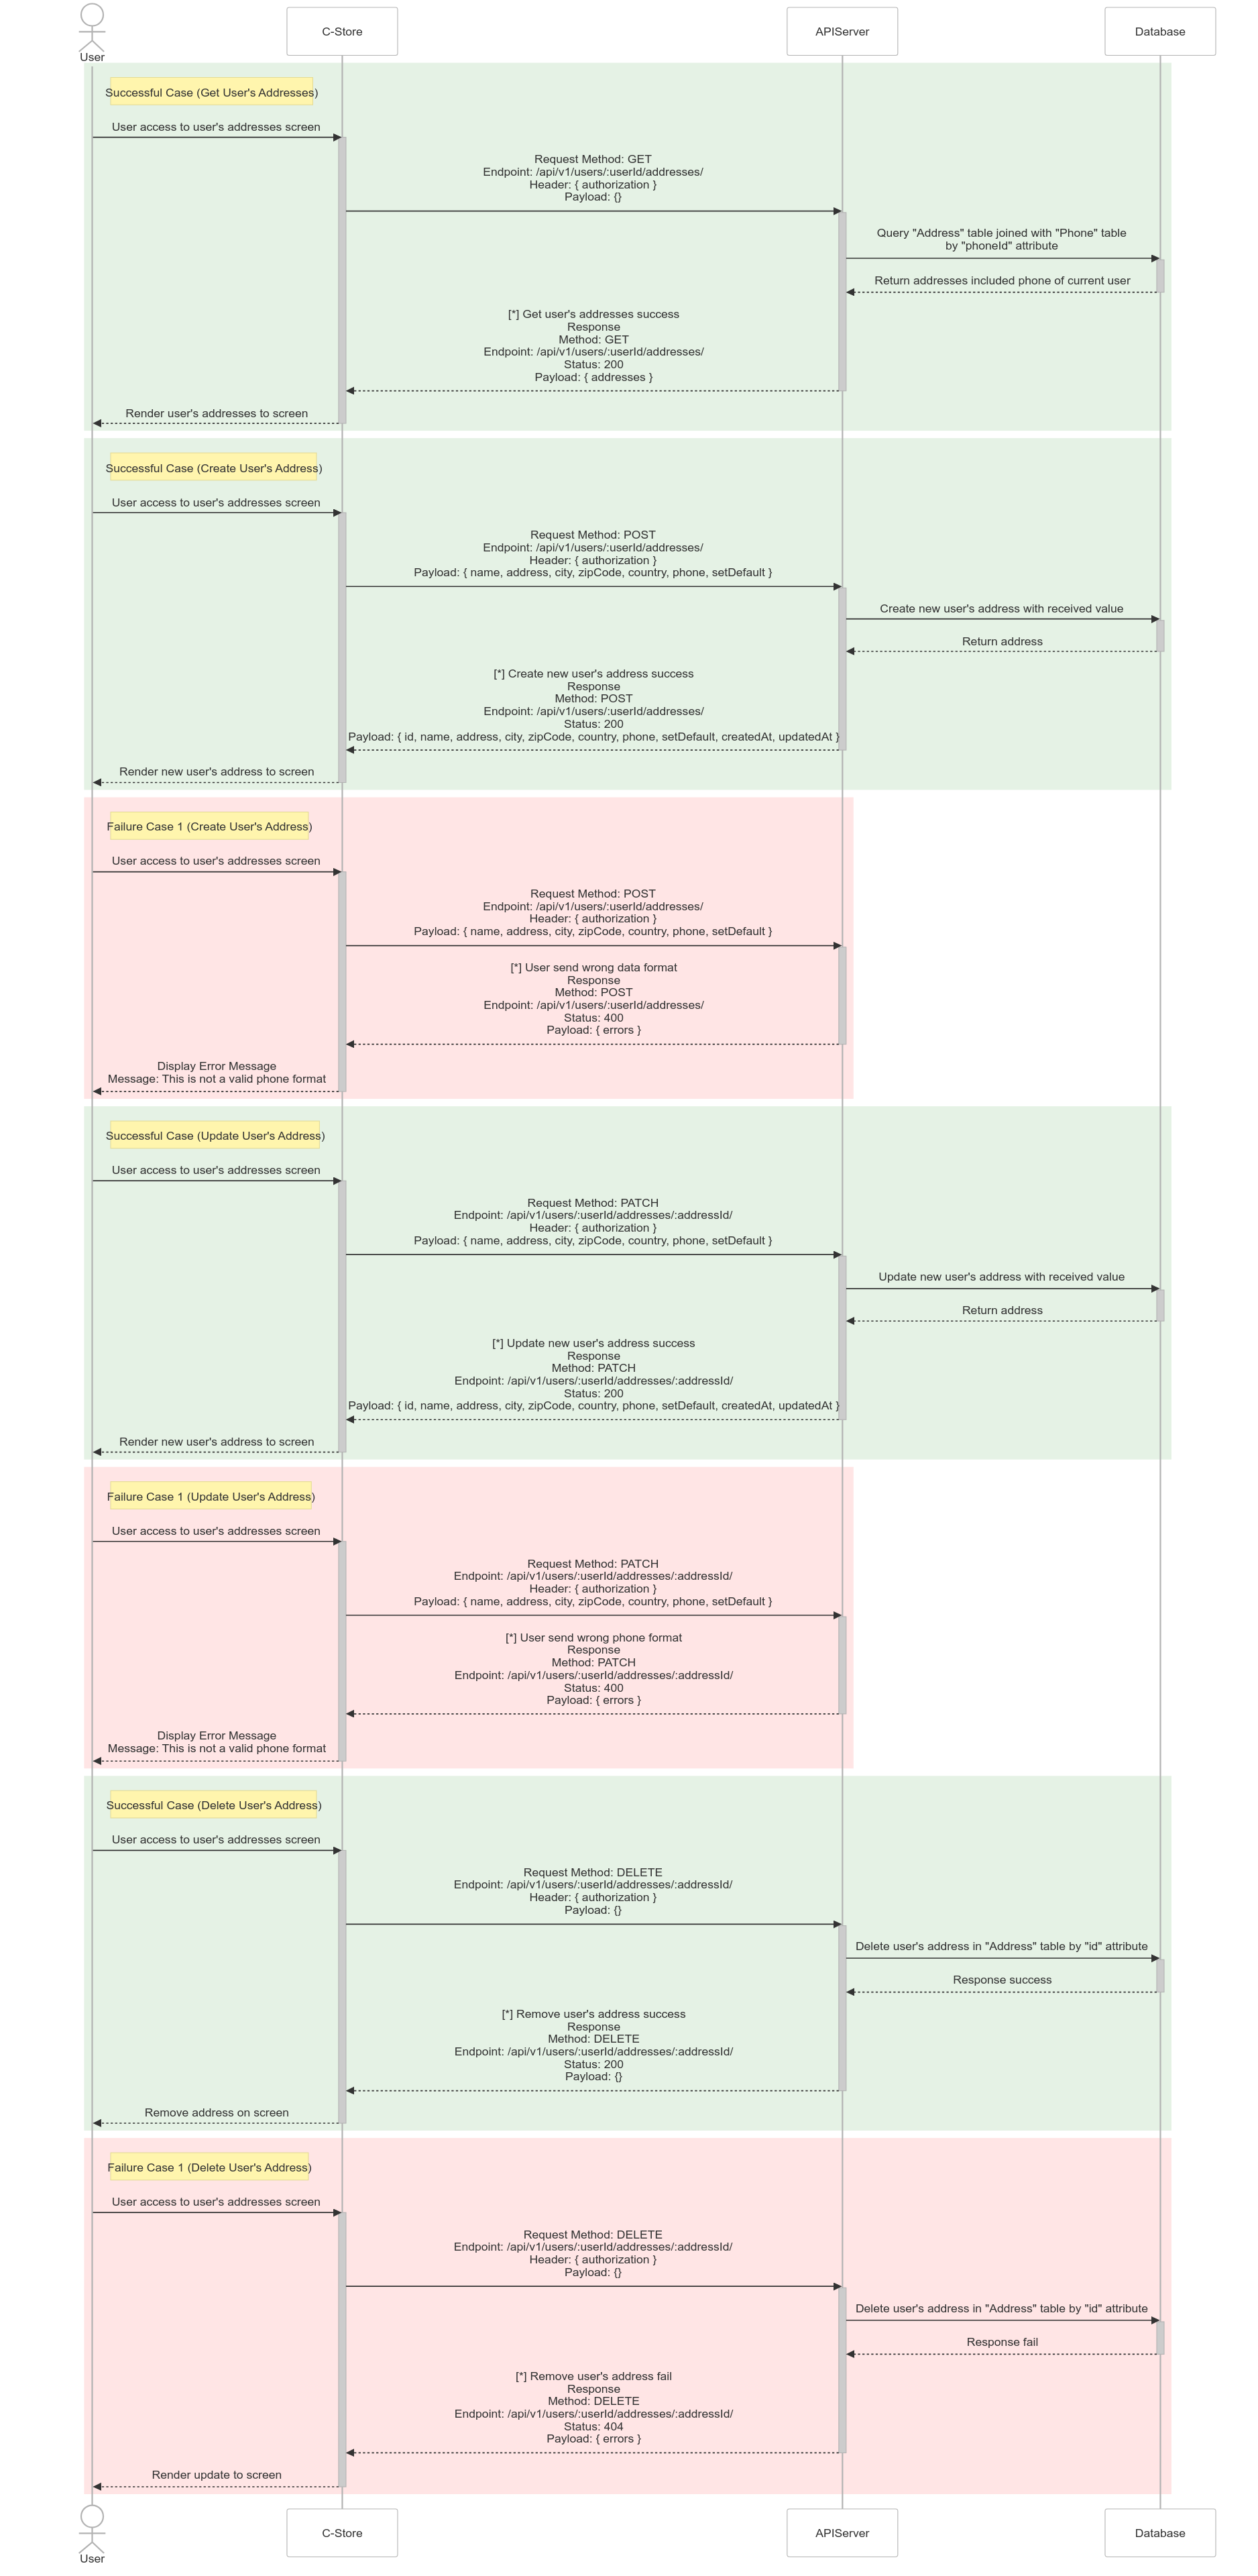 User
C-Store
APIServer
Database
Successful Case (Get User's Addresses)
User access to user's addresses screen
Request Method: GET
Endpoint: /api/v1/users/:userId/addresses/
Header: { authorization }
Payload: {}
Query "Address" table joined with "Phone" table
by "phoneId" attribute
Return addresses included phone of current user
[*] Get user's addresses success
Response
Method: GET
Endpoint: /api/v1/users/:userId/addresses/
Status: 200
Payload: { addresses }
Render user's addresses to screen
Successful Case (Create User's Address)
User access to user's addresses screen
Request Method: POST
Endpoint: /api/v1/users/:userId/addresses/
Header: { authorization }
Payload: { name, address, city, zipCode, country, phone, setDefault }
Create new user's address with received value
Return address
[*] Create new user's address success
Response
Method: POST
Endpoint: /api/v1/users/:userId/addresses/
Status: 200
Payload: { id, name, address, city, zipCode, country, phone, setDefault, createdAt, updatedAt }
Render new user's address to screen
Failure Case 1 (Create User's Address)
User access to user's addresses screen
Request Method: POST
Endpoint: /api/v1/users/:userId/addresses/
Header: { authorization }
Payload: { name, address, city, zipCode, country, phone, setDefault }
[*] User send wrong data format
Response
Method: POST
Endpoint: /api/v1/users/:userId/addresses/
Status: 400
Payload: { errors }
Display Error Message
Message: This is not a valid phone format
Successful Case (Update User's Address)
User access to user's addresses screen
Request Method: PATCH
Endpoint: /api/v1/users/:userId/addresses/:addressId/
Header: { authorization }
Payload: { name, address, city, zipCode, country, phone, setDefault }
Update new user's address with received value
Return address
[*] Update new user's address success
Response
Method: PATCH
Endpoint: /api/v1/users/:userId/addresses/:addressId/
Status: 200
Payload: { id, name, address, city, zipCode, country, phone, setDefault, createdAt, updatedAt }
Render new user's address to screen
Failure Case 1 (Update User's Address)
User access to user's addresses screen
Request Method: PATCH
Endpoint: /api/v1/users/:userId/addresses/:addressId/
Header: { authorization }
Payload: { name, address, city, zipCode, country, phone, setDefault }
[*] User send wrong phone format
Response
Method: PATCH
Endpoint: /api/v1/users/:userId/addresses/:addressId/
Status: 400
Payload: { errors }
Display Error Message
Message: This is not a valid phone format
Successful Case (Delete User's Address)
User access to user's addresses screen
Request Method: DELETE
Endpoint: /api/v1/users/:userId/addresses/:addressId/
Header: { authorization }
Payload: {}
Delete user's address in "Address" table by "id" attribute
Response success
[*] Remove user's address success
Response
Method: DELETE
Endpoint: /api/v1/users/:userId/addresses/:addressId/
Status: 200
Payload: {}
Remove address on screen
Failure Case 1 (Delete User's Address)
User access to user's addresses screen
Request Method: DELETE
Endpoint: /api/v1/users/:userId/addresses/:addressId/
Header: { authorization }
Payload: {}
Delete user's address in "Address" table by "id" attribute
Response fail
[*] Remove user's address fail
Response
Method: DELETE
Endpoint: /api/v1/users/:userId/addresses/:addressId/
Status: 404
Payload: { errors }
Render update to screen
User
C-Store
APIServer
Database